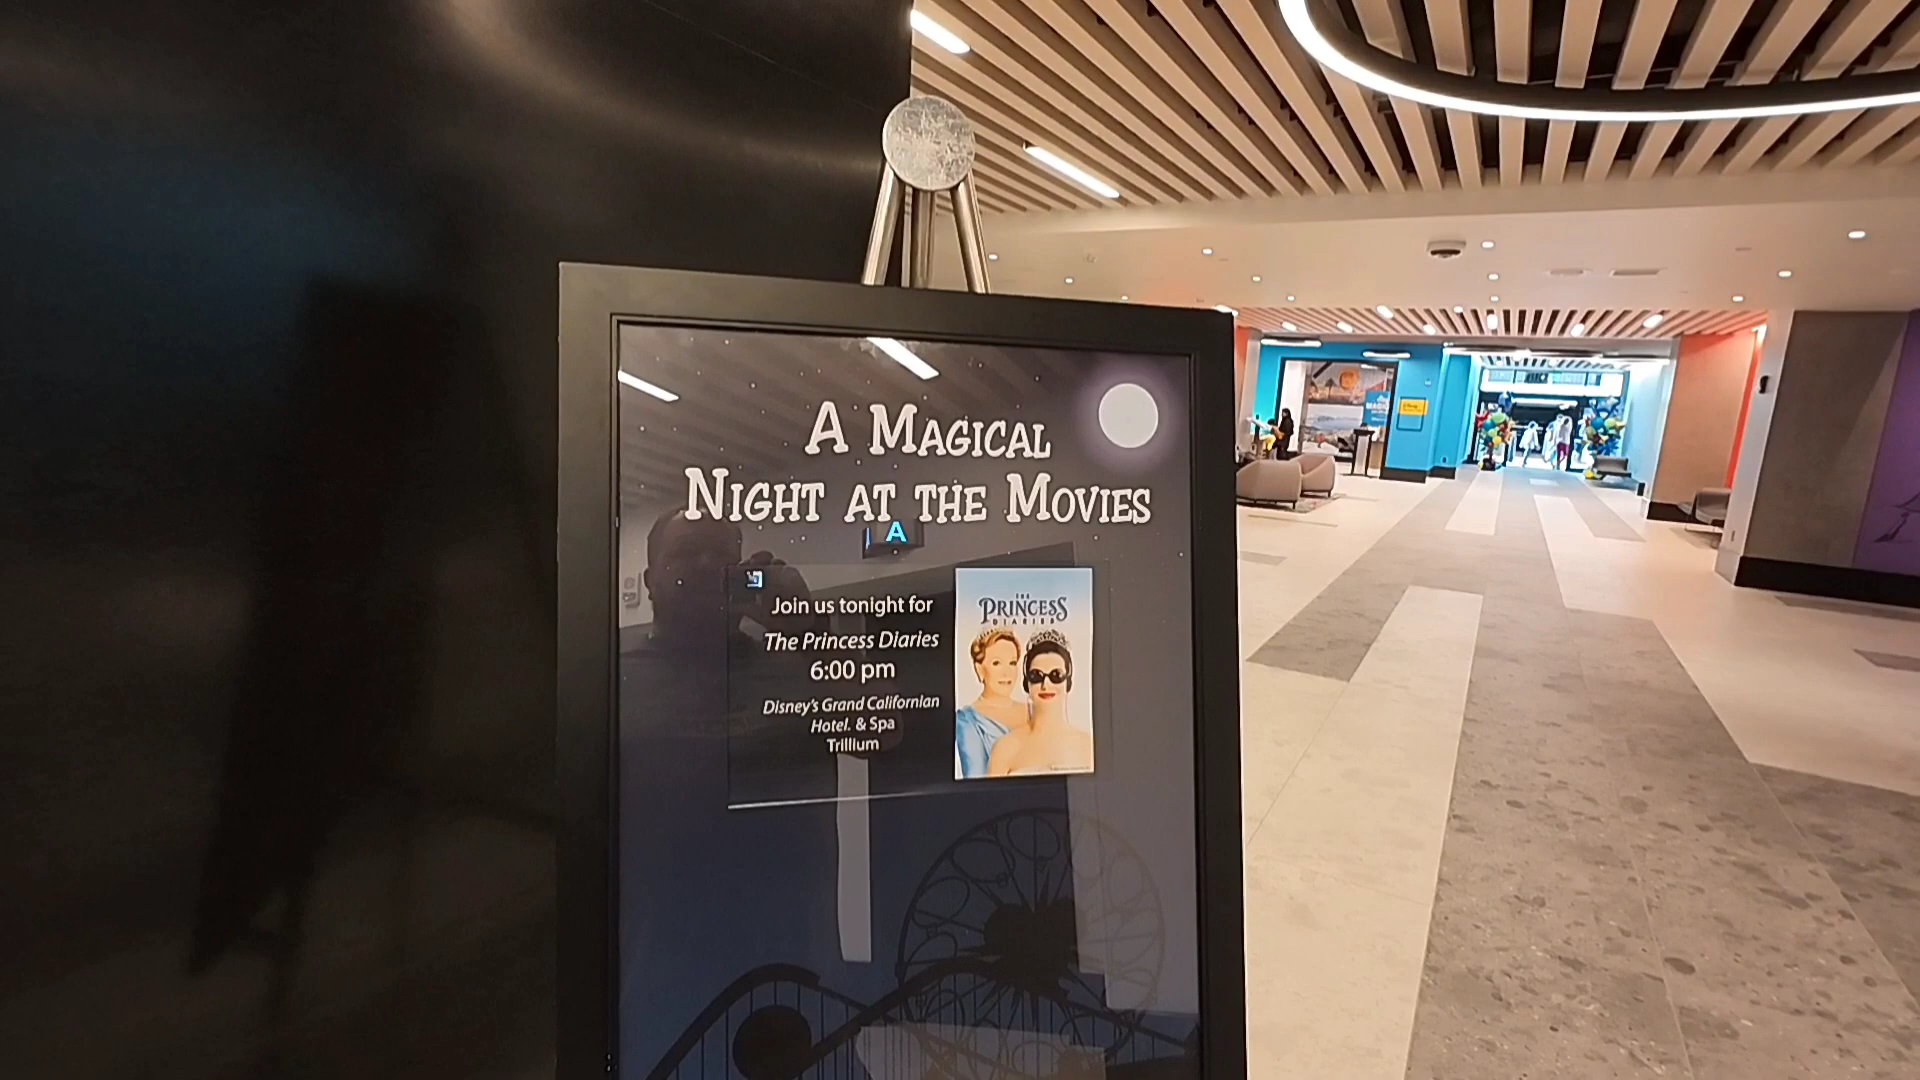 A MAGICAL
NIGHT AT THE MOVIES
A
Join us tonight for
The Princess Diaries
6:00 pm
Disney's Grand Californian
Hotel. & Spa
Trillium
THE
PRINCESS
DIARIES